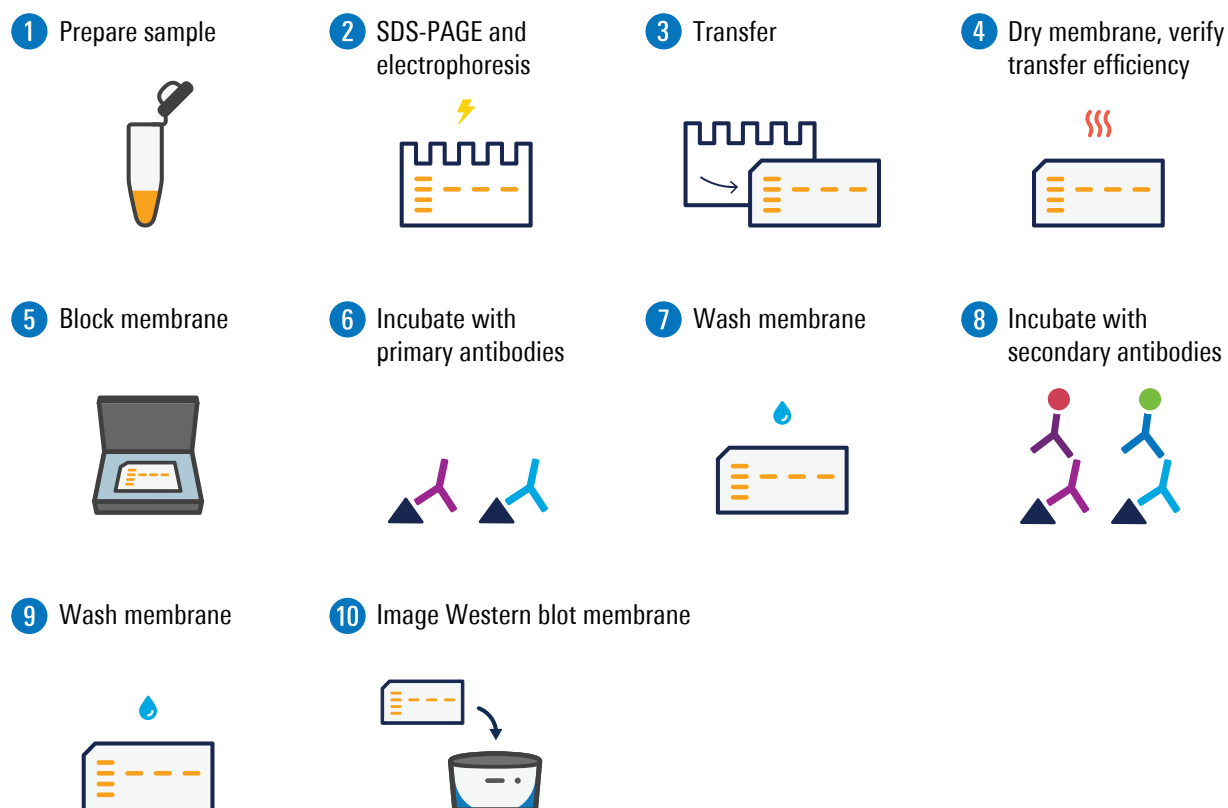 1 Prepare sample
2 SDS-PAGE and
electrophoresis
3 Transfer
4 Dry membrane, verify
transfer efficiency
5 Block membrane
6 Incubate with
primary antibodies
7 Wash membrane
8 Incubate with
secondary antibodies
9 Wash membrane
10 Image Western blot membrane